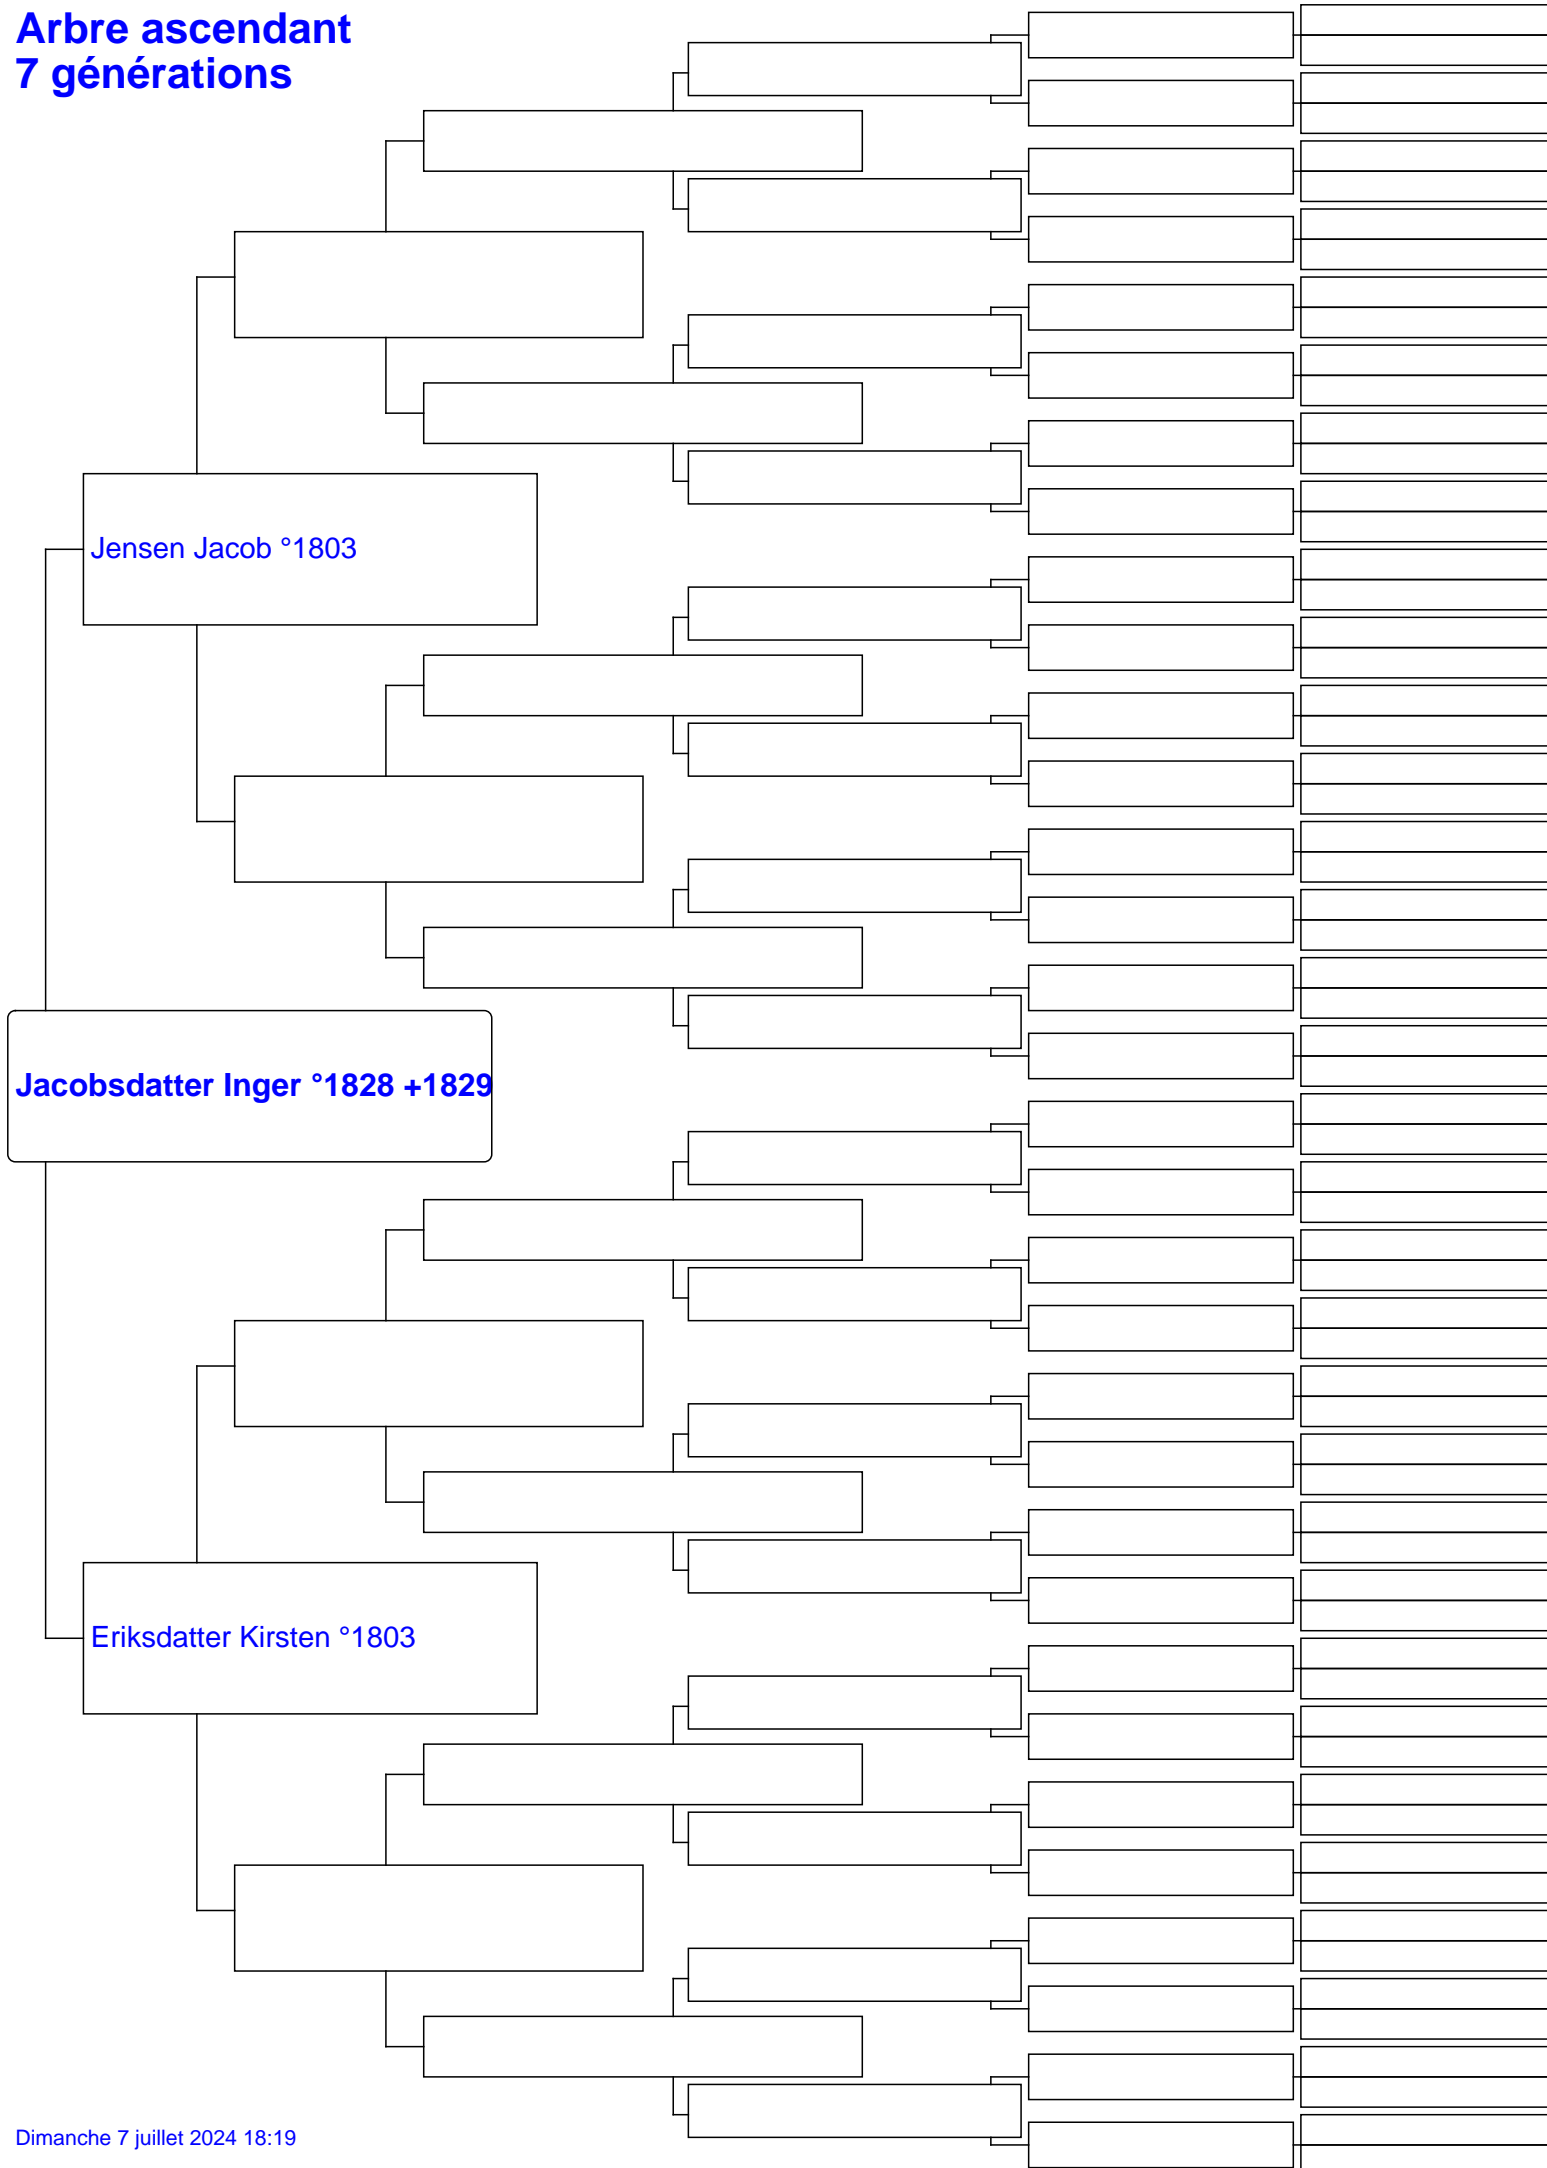 Arbre ascendant
7 générations
Jensen Jacob °1803
Jacobsdatter Inger °1828 +1829
Eriksdatter Kirsten °1803
Dimanche 7 juillet 2024 18:19